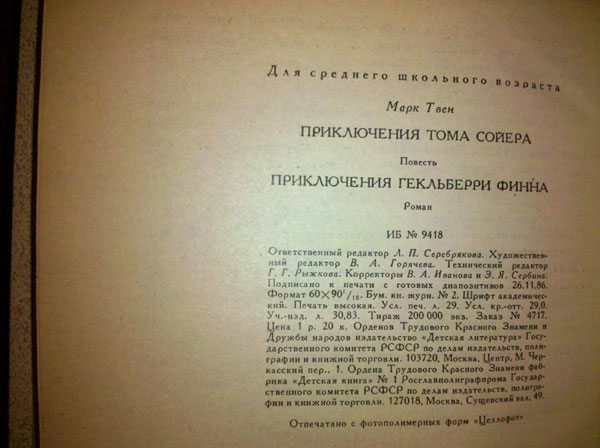 Для среднего школьного возраста
Марк Твен
ПРИКЛЮЧЕНИЯ ТОМА СОЙЕРА
Повесть
ПРИКЛЮЧЕНИЯ ГЕКЛЬБЕРРИ ФИННА
Роман
ИБ № 9418
Ответственный редактор Л. П. Серебрякова. Художествен-
ный редактор В. А. Горячева. Технический редактор
Г. Г. Рыжкова. Корректоры В. А. Иванова и Э. Я. Сербина.
Подписано к печати с готовых диапозитивов 26.11.86.
Формат 60×90¹/₁₆. Бум. кн. журн. № 2. Шрифт академичес-
кий. Печать высокая. Усл. печ. л. 29. Усл. кр.-отт. 29,0.
Уч.-изд. л. 30,83. Тираж 200 000 экз. Заказ № 4717.
Цена 1 р. 20 к. Орденов Трудового Красного Знамени и
Дружбы народов издательство «Детская литература» Госу-
дарственного комитета РСФСР по делам издательств, поли-
графии и книжной торговли. 103720, Москва, Центр, М. Чер-
касский пер., 1. Ордена Трудового Красного Знамени фаб-
рика «Детская книга» № 1 Росглавполиграфпрома Государ-
ственного комитета РСФСР по делам издательств, полигра-
фии и книжной торговли. 127018, Москва, Сущевский вал, 49.
Отпечатано с фотополимерных форм «Целлофот»